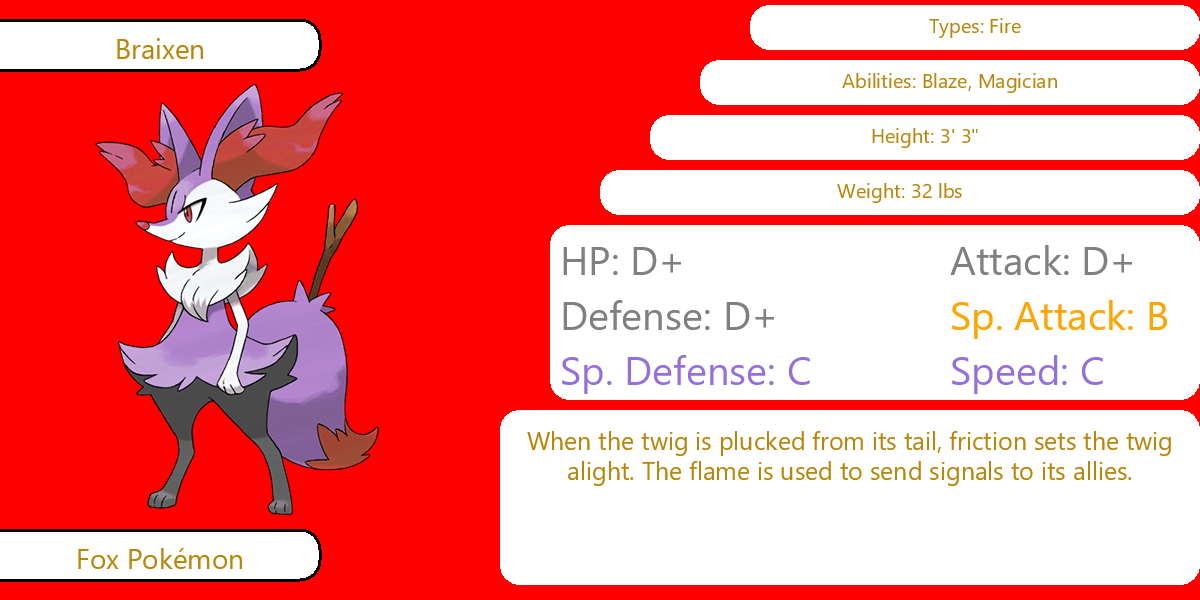 Braixen
Types: Fire
Abilities: Blaze, Magician
Height: 3' 3"
Weight: 32 lbs
HP: D+
Attack: D+
Defense: D+
Sp. Attack: B
Sp. Defense: C
Speed: C
When the twig is plucked from its tail, friction sets the twig
alight. The flame is used to send signals to its allies.
Fox Pokémon